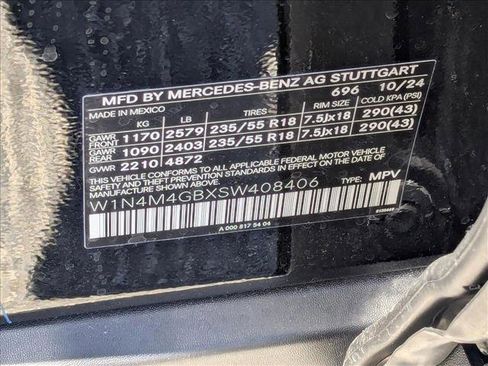 MFD BY MERCEDES-BENZ AG STUTTGART
MADE IN MEXICO 696 10/24
KG LB TIRES RIM SIZE COLD KPA (PSI)
GAWR FRONT 1170 2579 235/55 R18 7.5Jx18 290(43)
GAWR REAR 1090 2403 235/55 R18 7.5Jx18 290(43)
GVWR 2210 4872
THIS VEHICLE CONFORMS TO ALL APPLICABLE FEDERAL MOTOR VEHICLE
SAFETY, BUMPER, AND THEFT PREVENTION STANDARDS IN EFFECT ON THE
DATE OF MANUFACTURE SHOWN ABOVE.
W1N4M4GBXSW408406 TYPE: MPV
A 000 817 54 04